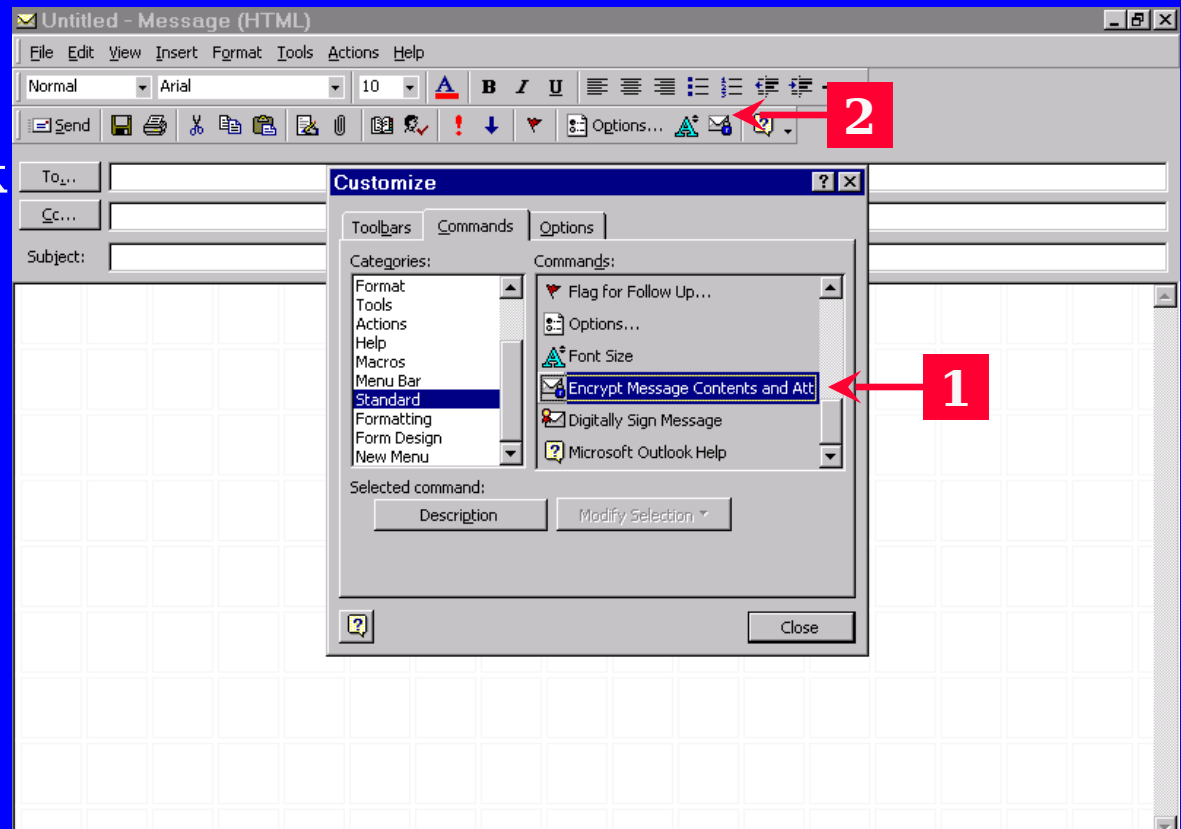 Untitled - Message (HTML)
File Edit View Insert Format Tools Actions Help
Normal Arial 10 A B I U
Send Options...
2
To...
Cc...
Subject:
Customize
Toolbars Commands Options
Categories: Commands:
Format
Tools
Actions
Help
Macros
Menu Bar
Standard
Formatting
Form Design
New Menu
Flag for Follow Up...
Options...
Font Size
Encrypt Message Contents and Att
Digitally Sign Message
Microsoft Outlook Help
1
Selected command:
Description Modify Selection
Close